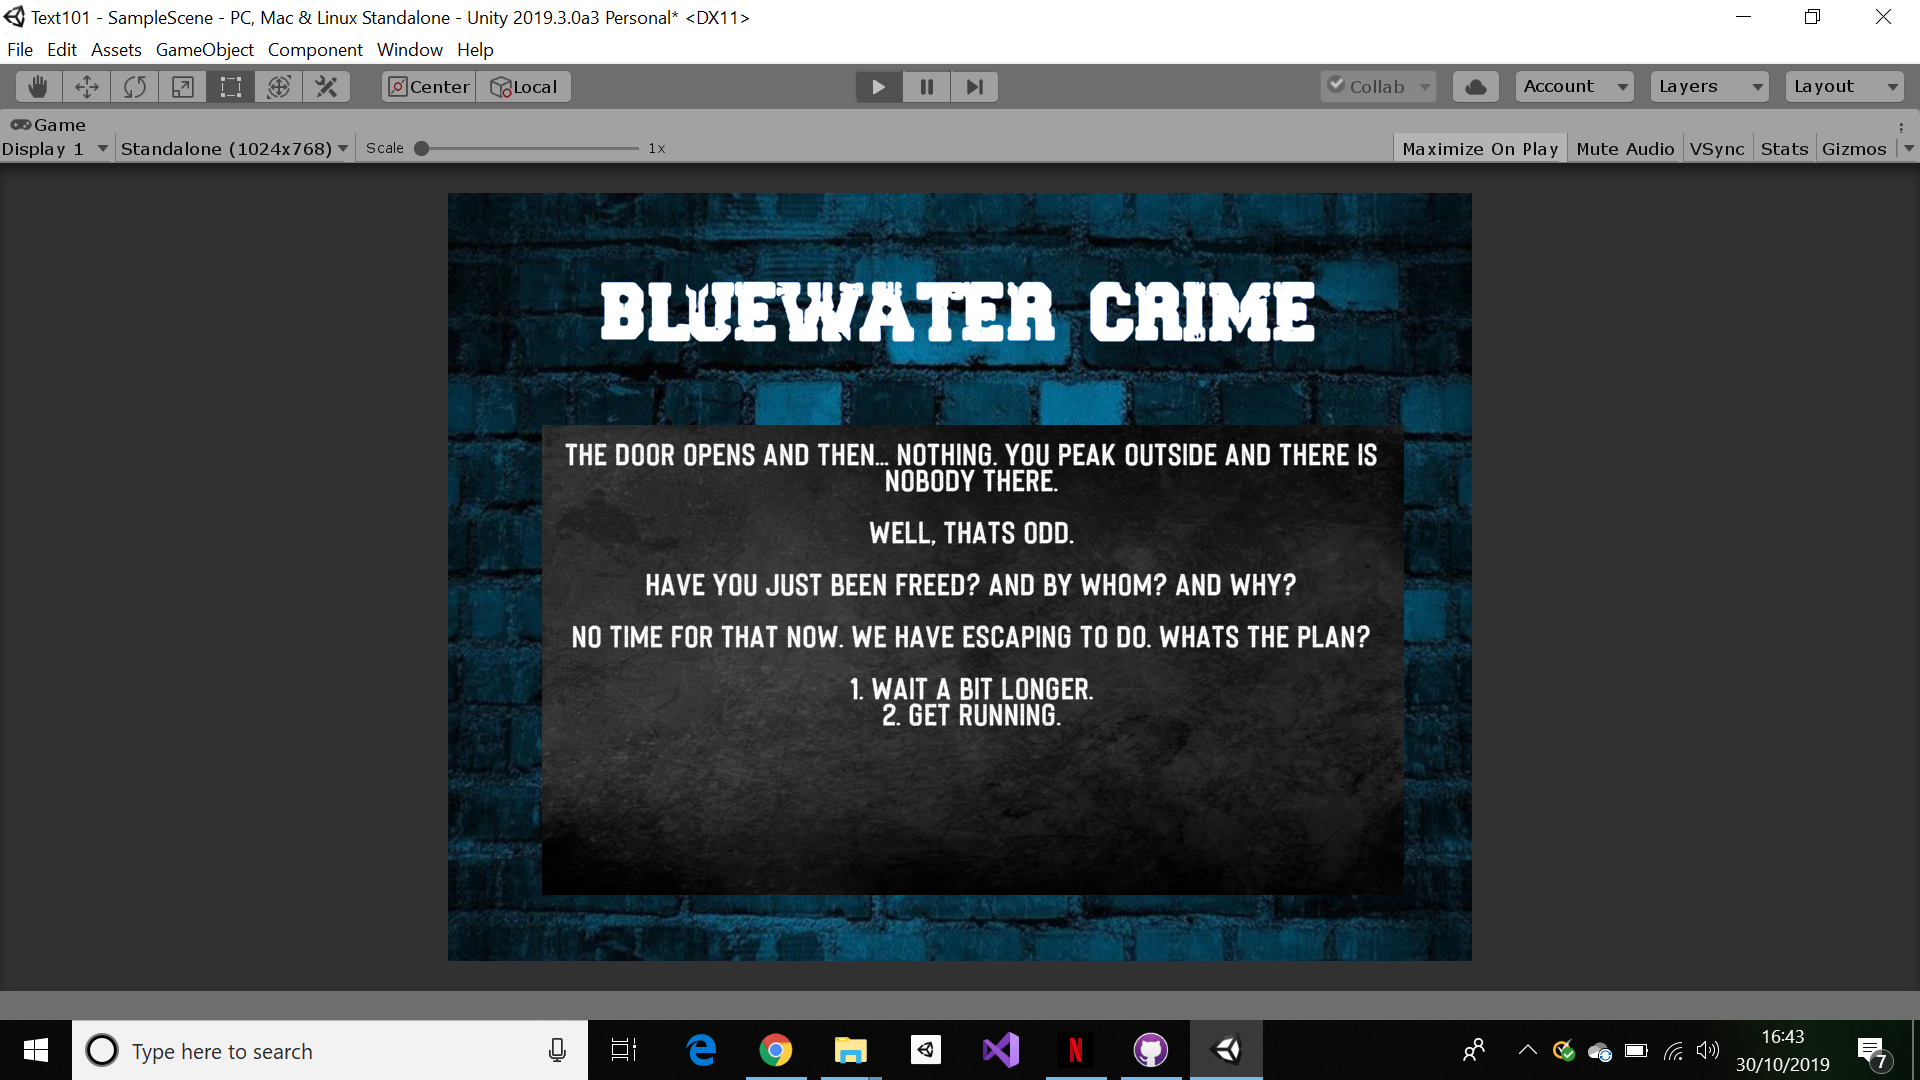 Text101 - SampleScene - PC, Mac & Linux Standalone - Unity 2019.3.0a3 Personal* <DX11>
File Edit Assets GameObject Component Window Help
Center Local Collab Account Layers Layout
Game
Display 1 Standalone (1024x768) Scale 1x Maximize On Play Mute Audio VSync Stats Gizmos
BLUEWATER CRIME
THE DOOR OPENS AND THEN... NOTHING. YOU PEAK OUTSIDE AND THERE IS
NOBODY THERE.
WELL, THATS ODD.
HAVE YOU JUST BEEN FREED? AND BY WHOM? AND WHY?
NO TIME FOR THAT NOW. WE HAVE ESCAPING TO DO. WHATS THE PLAN?
1. WAIT A BIT LONGER.
2. GET RUNNING.
Type here to search
16:43
30/10/2019
7